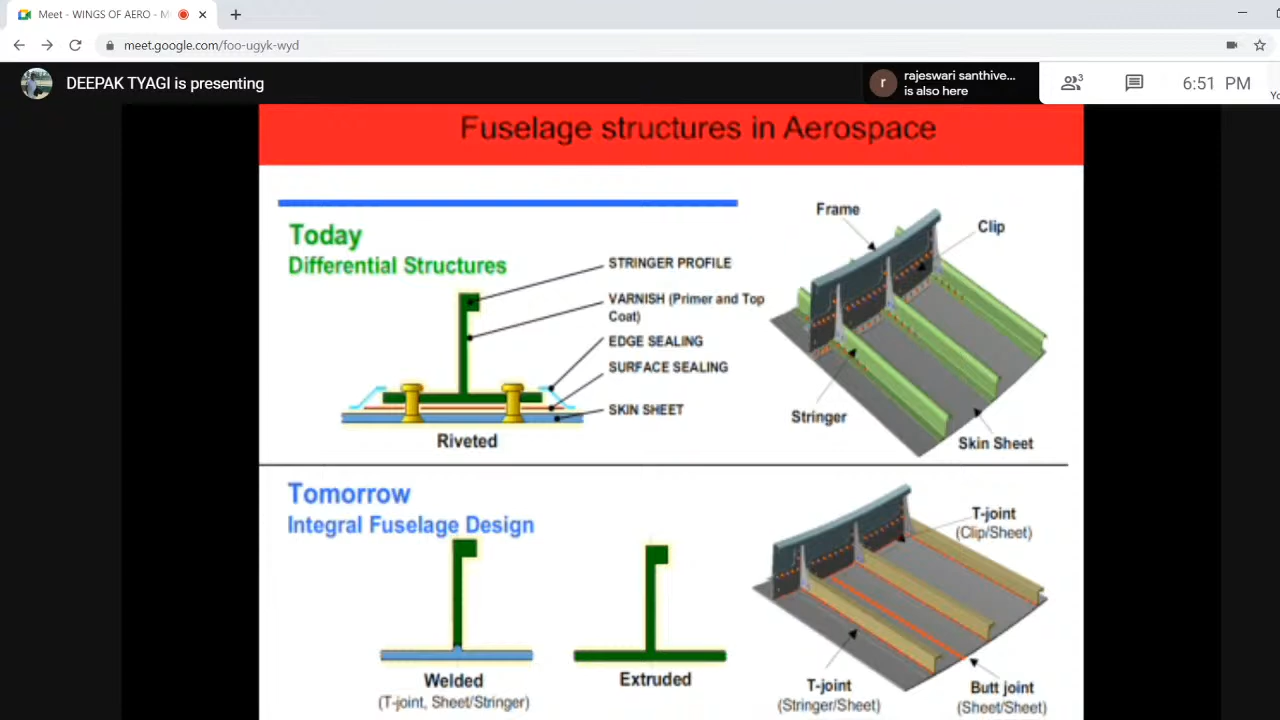 Meet - WINGS OF AERO - M
meet.google.com/foo-ugyk-wyd
DEEPAK TYAGI is presenting
r
rajeswari santhive...
is also here
3
6:51 PM
Fuselage structures in Aerospace
Today
Differential Structures
STRINGER PROFILE
VARNISH (Primer and Top
Coat)
EDGE SEALING
SURFACE SEALING
SKIN SHEET
Riveted
Frame
Clip
Stringer
Skin Sheet
Tomorrow
Integral Fuselage Design
Welded
(T-joint, Sheet/Stringer)
Extruded
T-joint
(Clip/Sheet)
T-joint
(Stringer/Sheet)
Butt joint
(Sheet/Sheet)